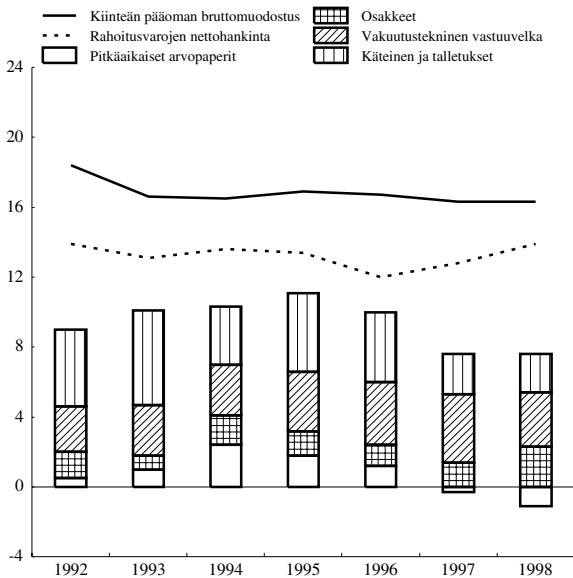 Kiinteän pääoman bruttomuodostus
Rahoitusvarojen nettohankinta
Pitkäaikaiset arvopaperit
Osakkeet
Vakuutustekninen vastuuvelka
Käteinen ja talletukset
24
20
16
12
8
4
0
-4
1992 1993 1994 1995 1996 1997 1998